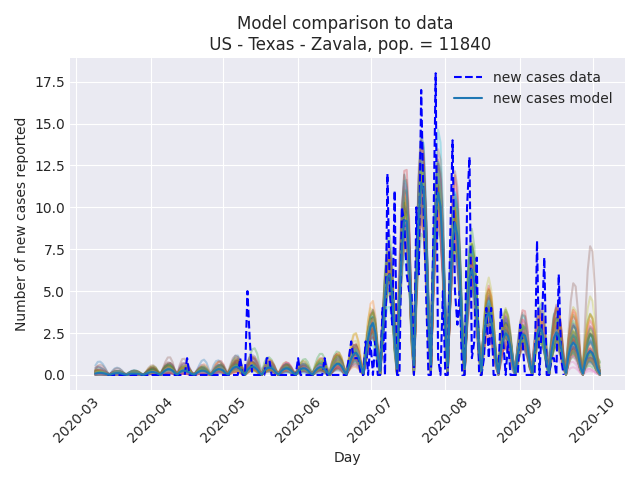 Model comparison to data
US - Texas - Zavala, pop. = 11840
new cases data
new cases model
Number of new cases reported
17.5
15.0
12.5
10.0
7.5
5.0
2.5
0.0
2020-03
2020-04
2020-05
2020-06
2020-07
2020-08
2020-09
2020-10
Day